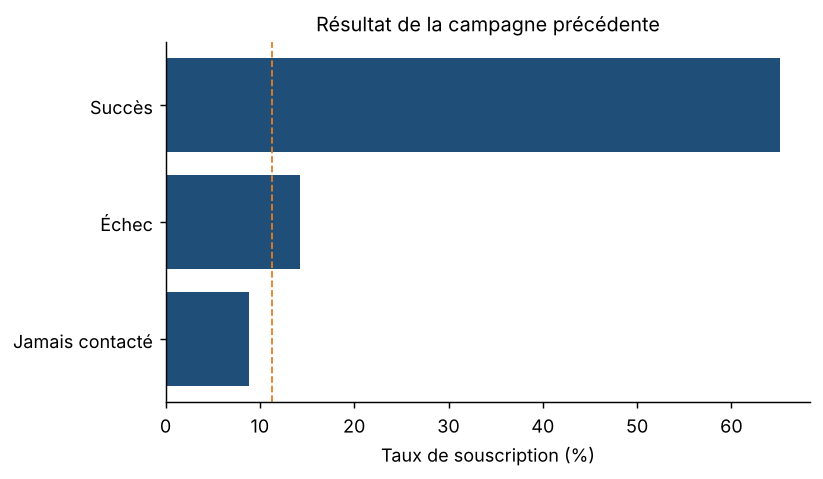 Résultat de la campagne précédente
Succès
Échec
Jamais contacté
0 10 20 30 40 50 60
Taux de souscription (%)